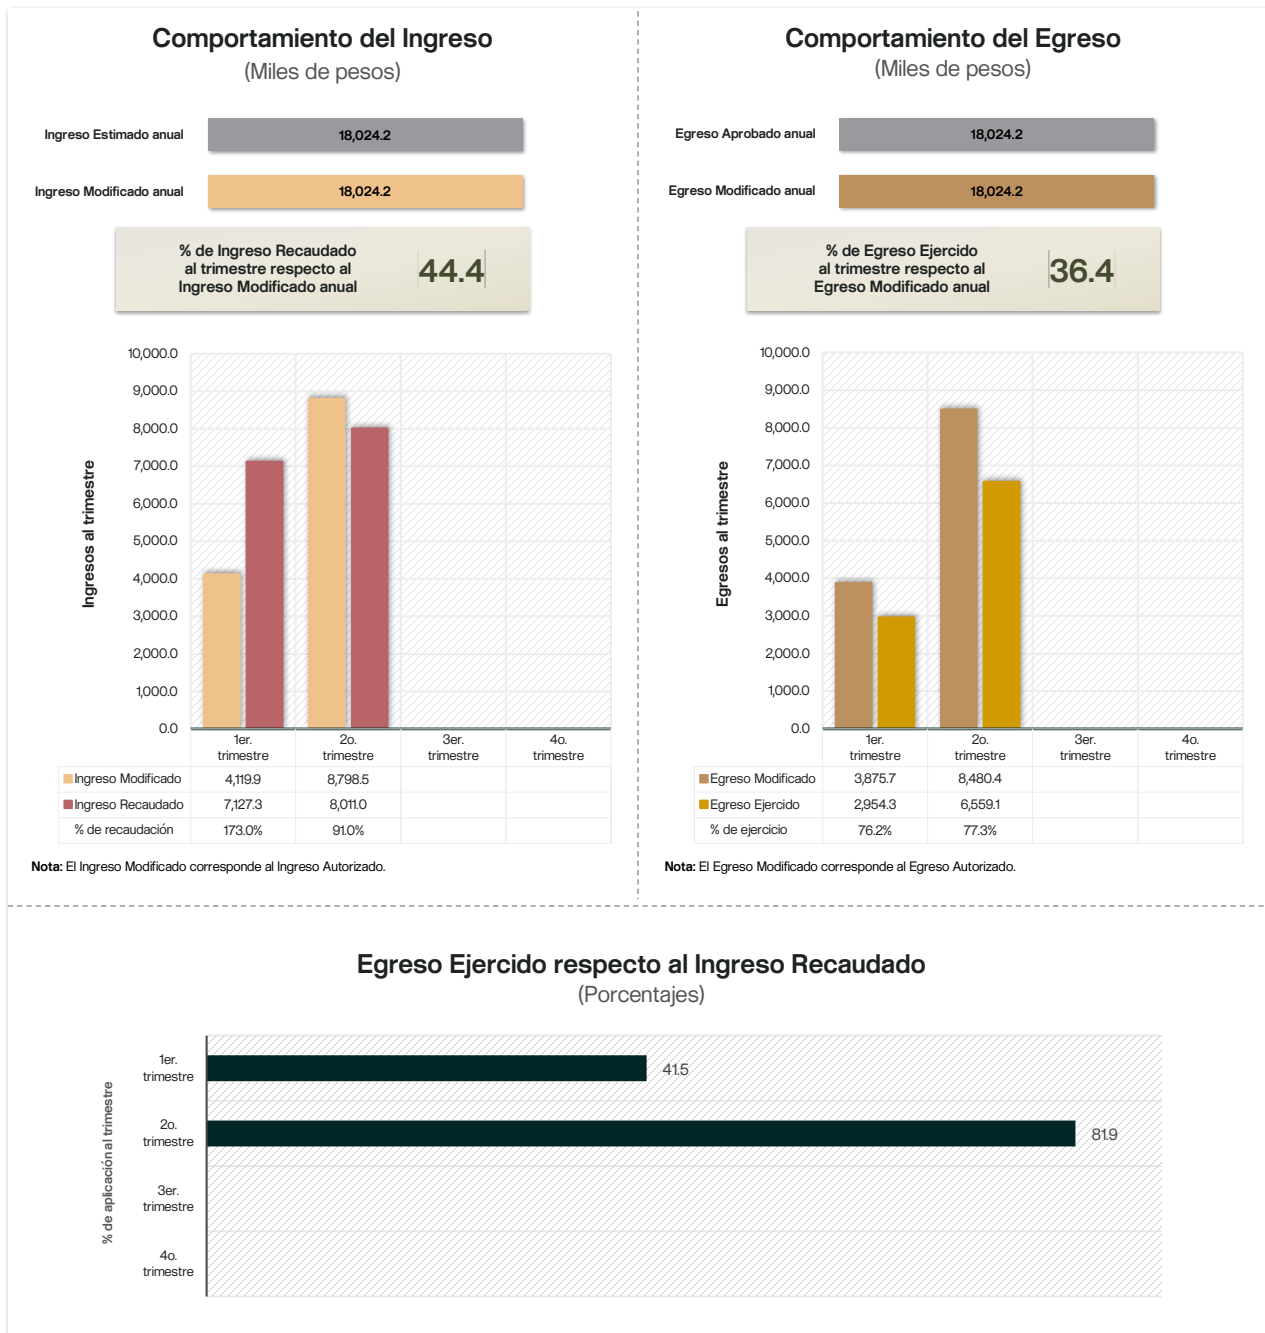 Comportamiento del Ingreso
(Miles de pesos)
Ingreso Estimado anual 18,024.2
Ingreso Modificado anual 18,024.2
% de Ingreso Recaudado
al trimestre respecto al
Ingreso Modificado anual
44.4
10,000.0
9,000.0
8,000.0
7,000.0
6,000.0
5,000.0
4,000.0
3,000.0
2,000.0
1,000.0
0.0
Ingresos al trimestre
1er. trimestre 2o. trimestre 3er. trimestre 4o. trimestre
Ingreso Modificado 4,119.9 8,798.5
Ingreso Recaudado 7,127.3 8,011.0
% de recaudación 173.0% 91.0%
Nota: El Ingreso Modificado corresponde al Ingreso Autorizado.
Comportamiento del Egreso
(Miles de pesos)
Egreso Aprobado anual 18,024.2
Egreso Modificado anual 18,024.2
% de Egreso Ejercido
al trimestre respecto al
Egreso Modificado anual
36.4
10,000.0
9,000.0
8,000.0
7,000.0
6,000.0
5,000.0
4,000.0
3,000.0
2,000.0
1,000.0
0.0
Egresos al trimestre
1er. trimestre 2o. trimestre 3er. trimestre 4o. trimestre
Egreso Modificado 3,875.7 8,480.4
Egreso Ejercido 2,954.3 6,559.1
% de ejercicio 76.2% 77.3%
Nota: El Egreso Modificado corresponde al Egreso Autorizado.
Egreso Ejercido respecto al Ingreso Recaudado
(Porcentajes)
% de aplicación al trimestre
1er.
trimestre
41.5
2o.
trimestre
81.9
3er.
trimestre
4o.
trimestre